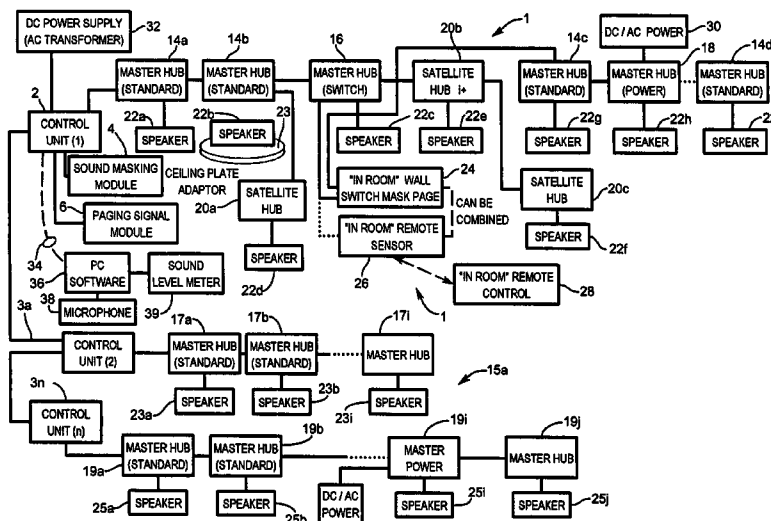 DC POWER SUPPLY
(AC TRANSFORMER)
32
14a
14b
16
20b
1
14c
DC / AC POWER
30
18
14d
2
MASTER HUB
(STANDARD)
MASTER HUB
(STANDARD)
MASTER HUB
(SWITCH)
SATELLITE
HUB i+
MASTER HUB
(STANDARD)
MASTER HUB
(POWER)
MASTER HUB
(STANDARD)
CONTROL
UNIT (1)
4
22a
SPEAKER
22b
SPEAKER
23
22c
SPEAKER
22e
SPEAKER
22g
SPEAKER
22h
SPEAKER
SPEAKER
SOUND MASKING
MODULE
CEILING PLATE
ADAPTOR
6
PAGING SIGNAL
MODULE
20a
SATELLITE
HUB
24
"IN ROOM" WALL
SWITCH MASK PAGE
CAN BE
COMBINED
"IN ROOM" REMOTE
SENSOR
26
SATELLITE
HUB
20c
SPEAKER
22f
34
36
PC
SOFTWARE
SOUND
LEVEL METER
38
MICROPHONE
39
SPEAKER
22d
1
"IN ROOM" REMOTE
CONTROL
28
3a
CONTROL
UNIT (2)
17a
MASTER HUB
(STANDARD)
17b
MASTER HUB
(STANDARD)
17i
MASTER HUB
15a
23a
SPEAKER
23b
SPEAKER
23i
SPEAKER
3n
CONTROL
UNIT (n)
19a
MASTER HUB
(STANDARD)
19b
MASTER HUB
(STANDARD)
19i
MASTER
POWER
19j
MASTER HUB
25a
SPEAKER
SPEAKER
25b
DC / AC
POWER
SPEAKER
25i
SPEAKER
25j